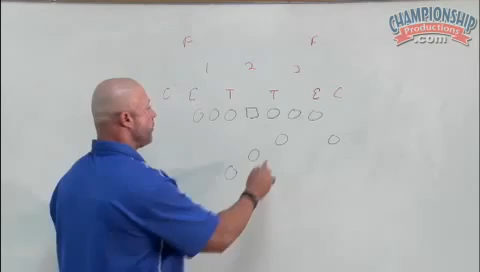 CHAMPIONSHIP
Productions
.com
F F
1 2 3
C E T T E C